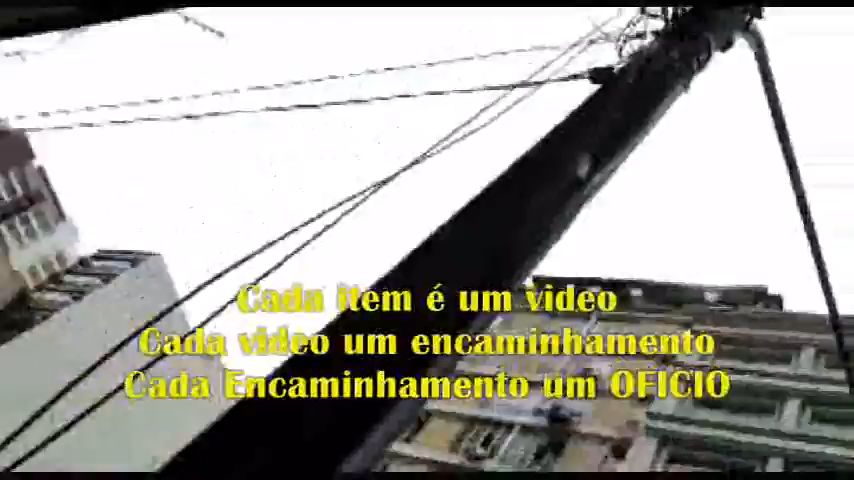 Cada item é um video
Cada video um encaminhamento
Cada Encaminhamento um OFICIO